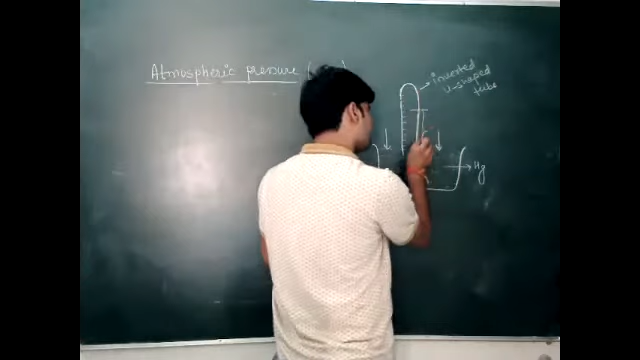 Atmospheric pressure (
inverted
U-shaped
tube
Hg